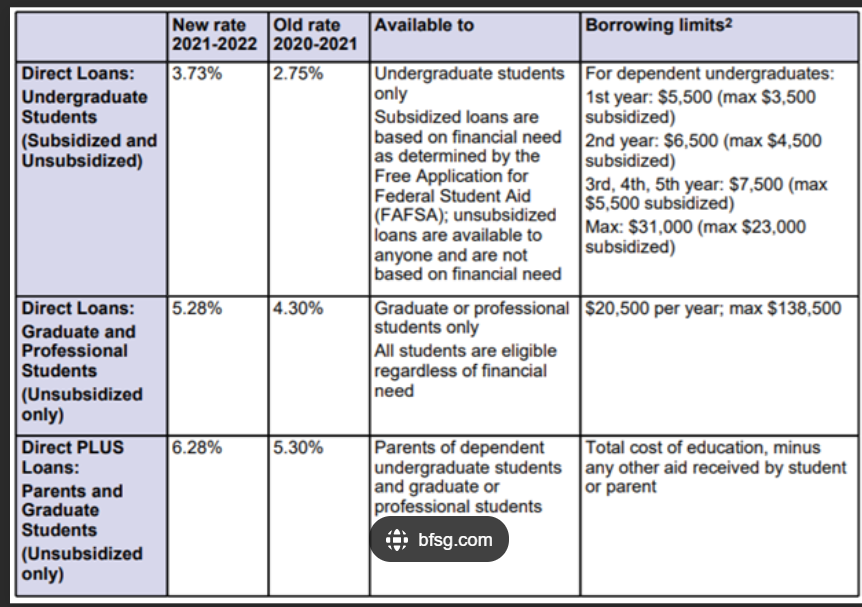 New rate 2021-2022
Old rate 2020-2021
Available to
Borrowing limits2
Direct Loans:
Undergraduate
Students
(Subsidized and
Unsubsidized)
3.73%
2.75%
Undergraduate students
only
Subsidized loans are
based on financial need
as determined by the
Free Application for
Federal Student Aid
(FAFSA); unsubsidized
loans are available to
anyone and are not
based on financial need
For dependent undergraduates:
1st year: $5,500 (max $3,500
subsidized)
2nd year: $6,500 (max $4,500
subsidized)
3rd, 4th, 5th year: $7,500 (max
$5,500 subsidized)
Max: $31,000 (max $23,000
subsidized)
Direct Loans:
Graduate and
Professional
Students
(Unsubsidized
only)
5.28%
4.30%
Graduate or professional
students only
All students are eligible
regardless of financial
need
$20,500 per year; max $138,500
Direct PLUS
Loans:
Parents and
Graduate
Students
(Unsubsidized
only)
6.28%
5.30%
Parents of dependent
undergraduate students
and graduate or
professional students
Total cost of education, minus
any other aid received by student
or parent
bfsg.com